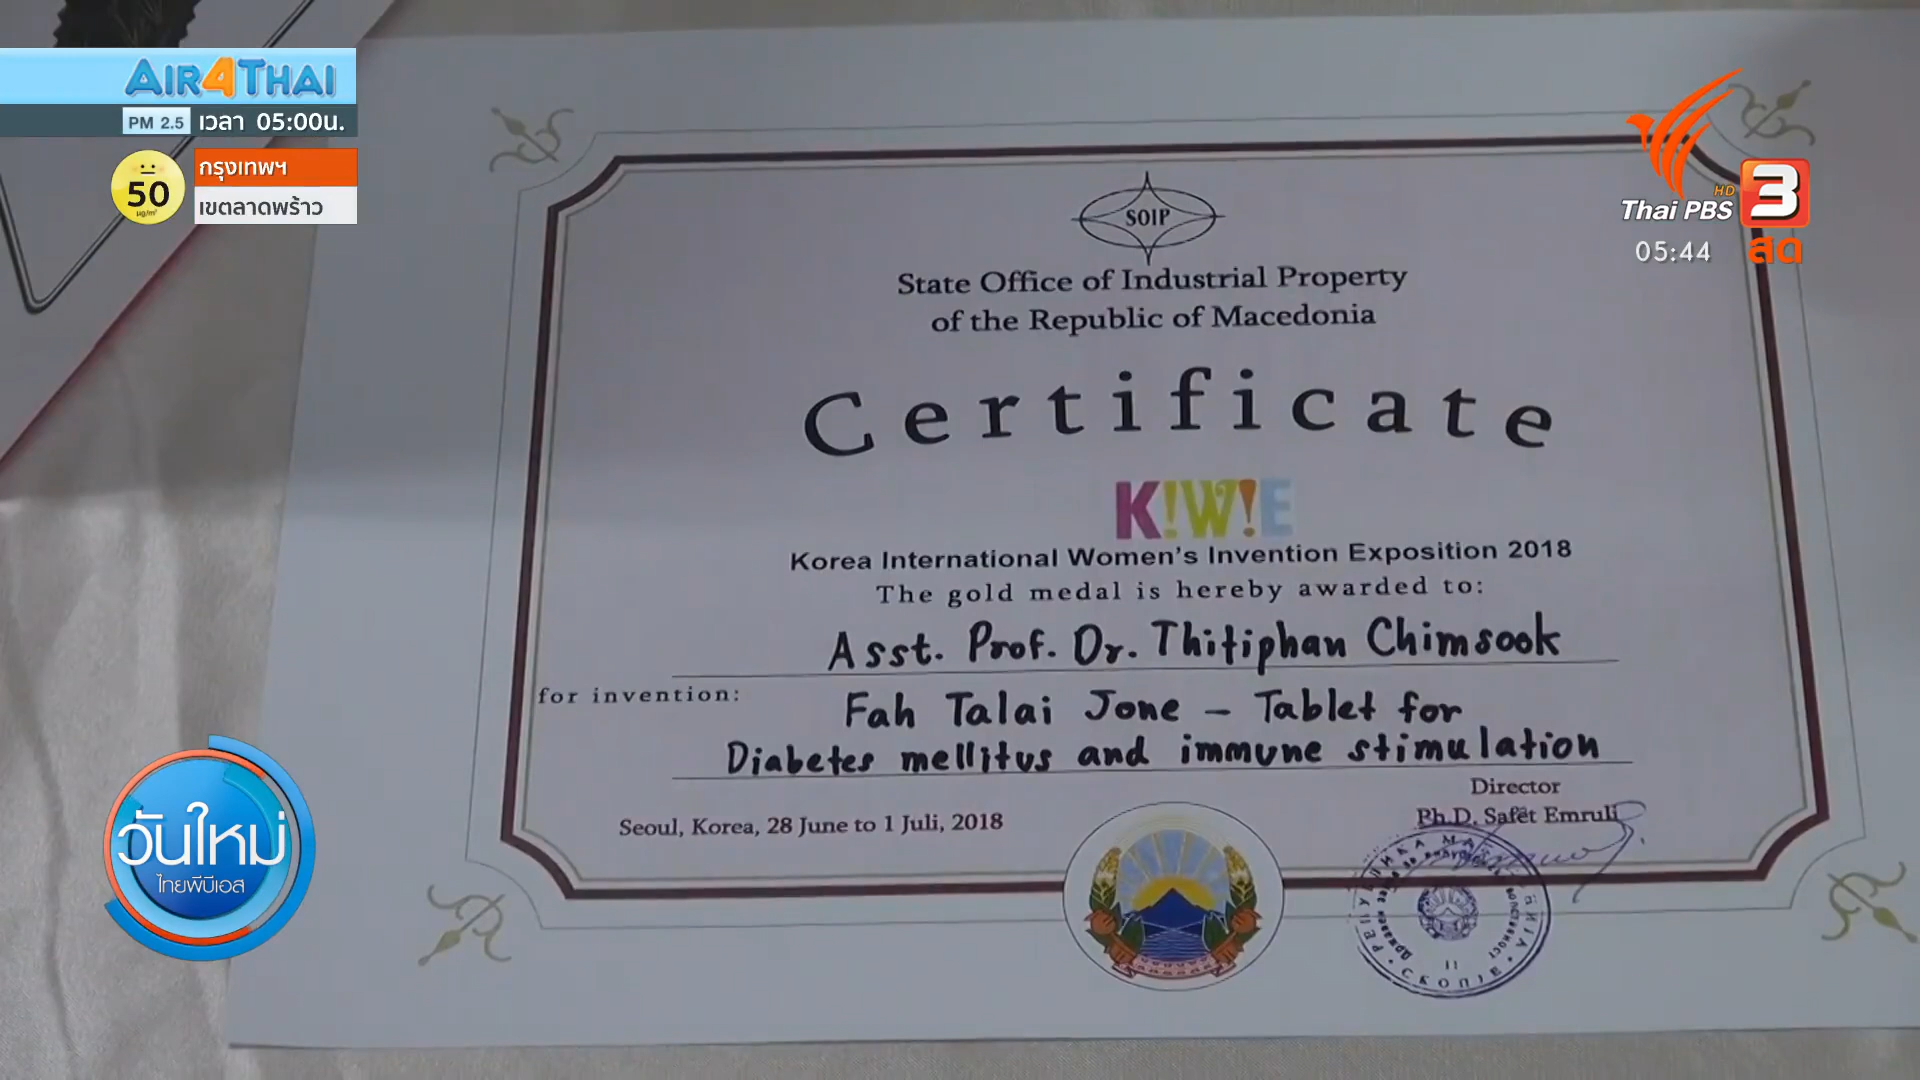 AIR4THAI
PM 2.5 เวลา 05:00น.
50
µg/m³
กรุงเทพฯ
เขตลาดพร้าว
HD
Thai PBS
3
05:44 สด
SOIP
State Office of Industrial Property
of the Republic of Macedonia
Certificate
K!W!E
Korea International Women's Invention Exposition 2018
The gold medal is hereby awarded to:
Asst. Prof. Dr. Thitiphan Chimsook
for invention:
Fah Talai Jone - Tablet for
Diabetes mellitus and immune stimulation
Director
Ph.D. Safet Emruli
Seoul, Korea, 28 June to 1 Juli, 2018
วันใหม่
ไทยพีบีเอส